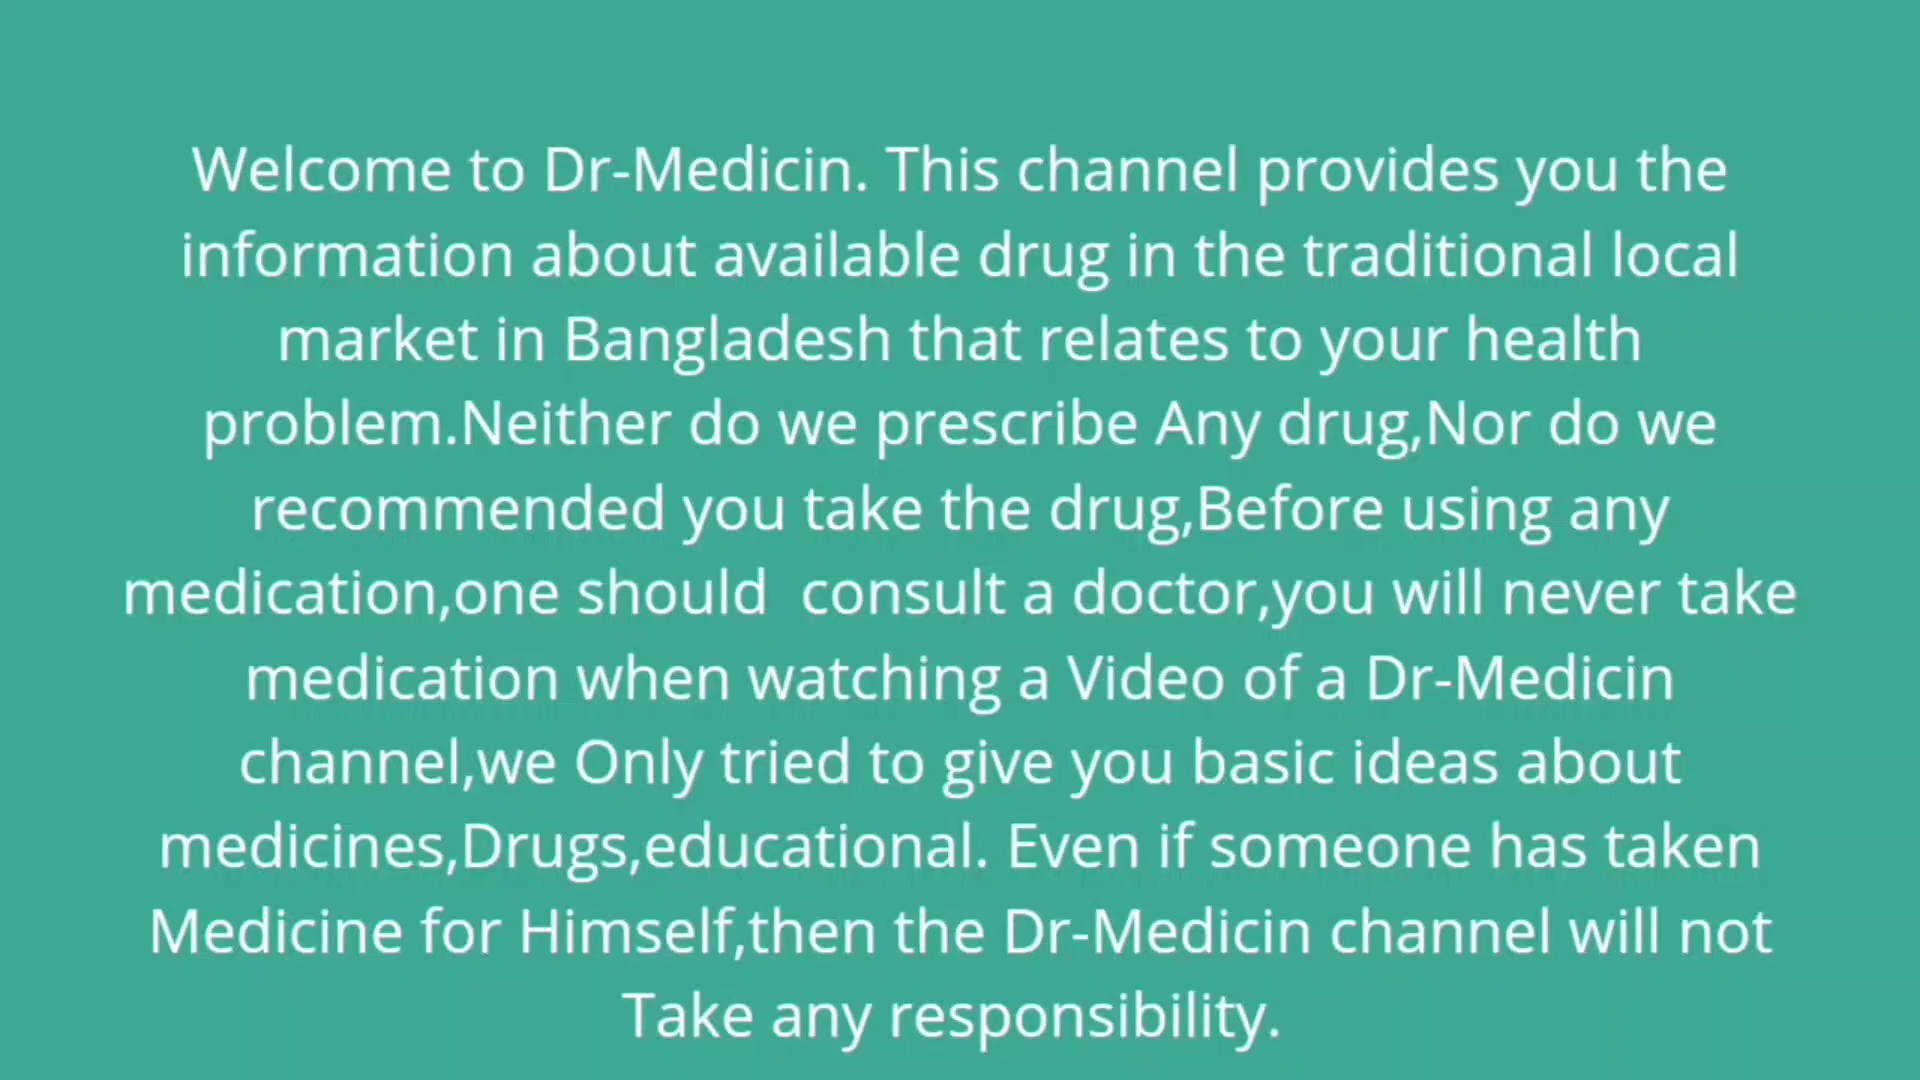 Welcome to Dr-Medicin. This channel provides you the
information about available drug in the traditional local
market in Bangladesh that relates to your health
problem.Neither do we prescribe Any drug,Nor do we
recommended you take the drug,Before using any
medication,one should  consult a doctor,you will never take
medication when watching a Video of a Dr-Medicin
channel,we Only tried to give you basic ideas about
medicines,Drugs,educational. Even if someone has taken
Medicine for Himself,then the Dr-Medicin channel will not
Take any responsibility.